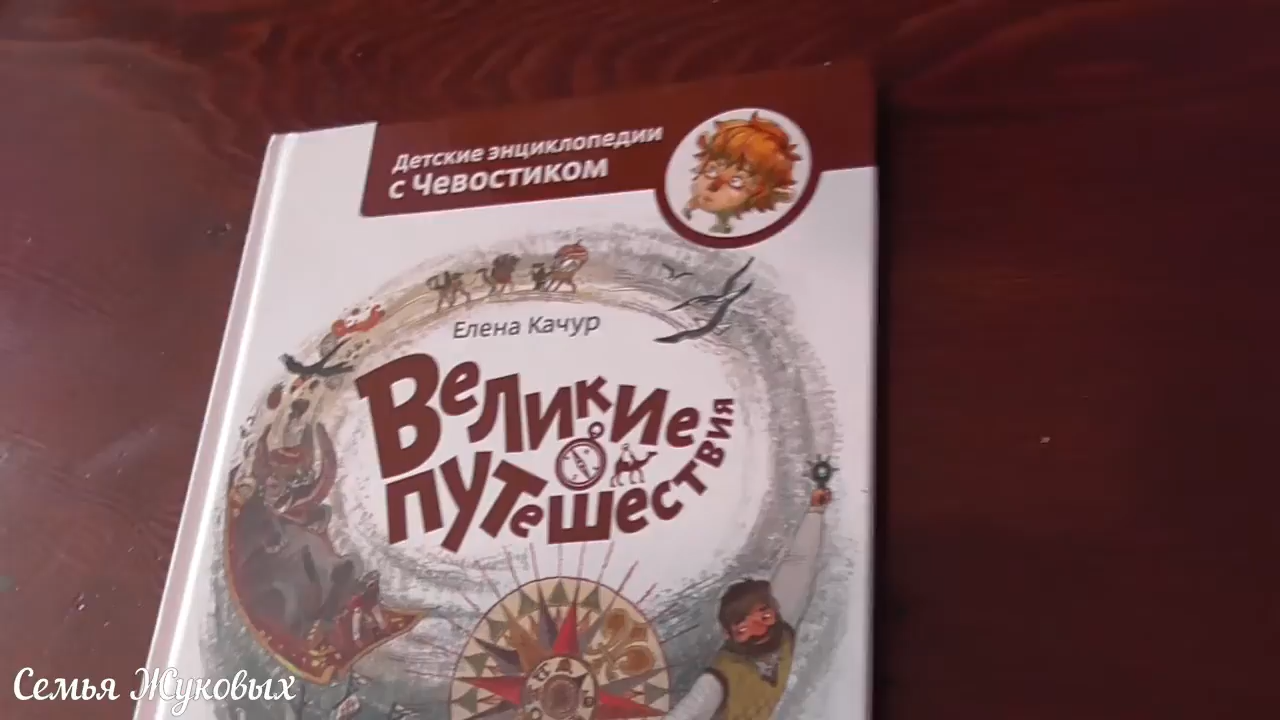 Детские энциклопедии
с Чевостиком
Елена Качур
Великие
путешествия
Семья Жуковых